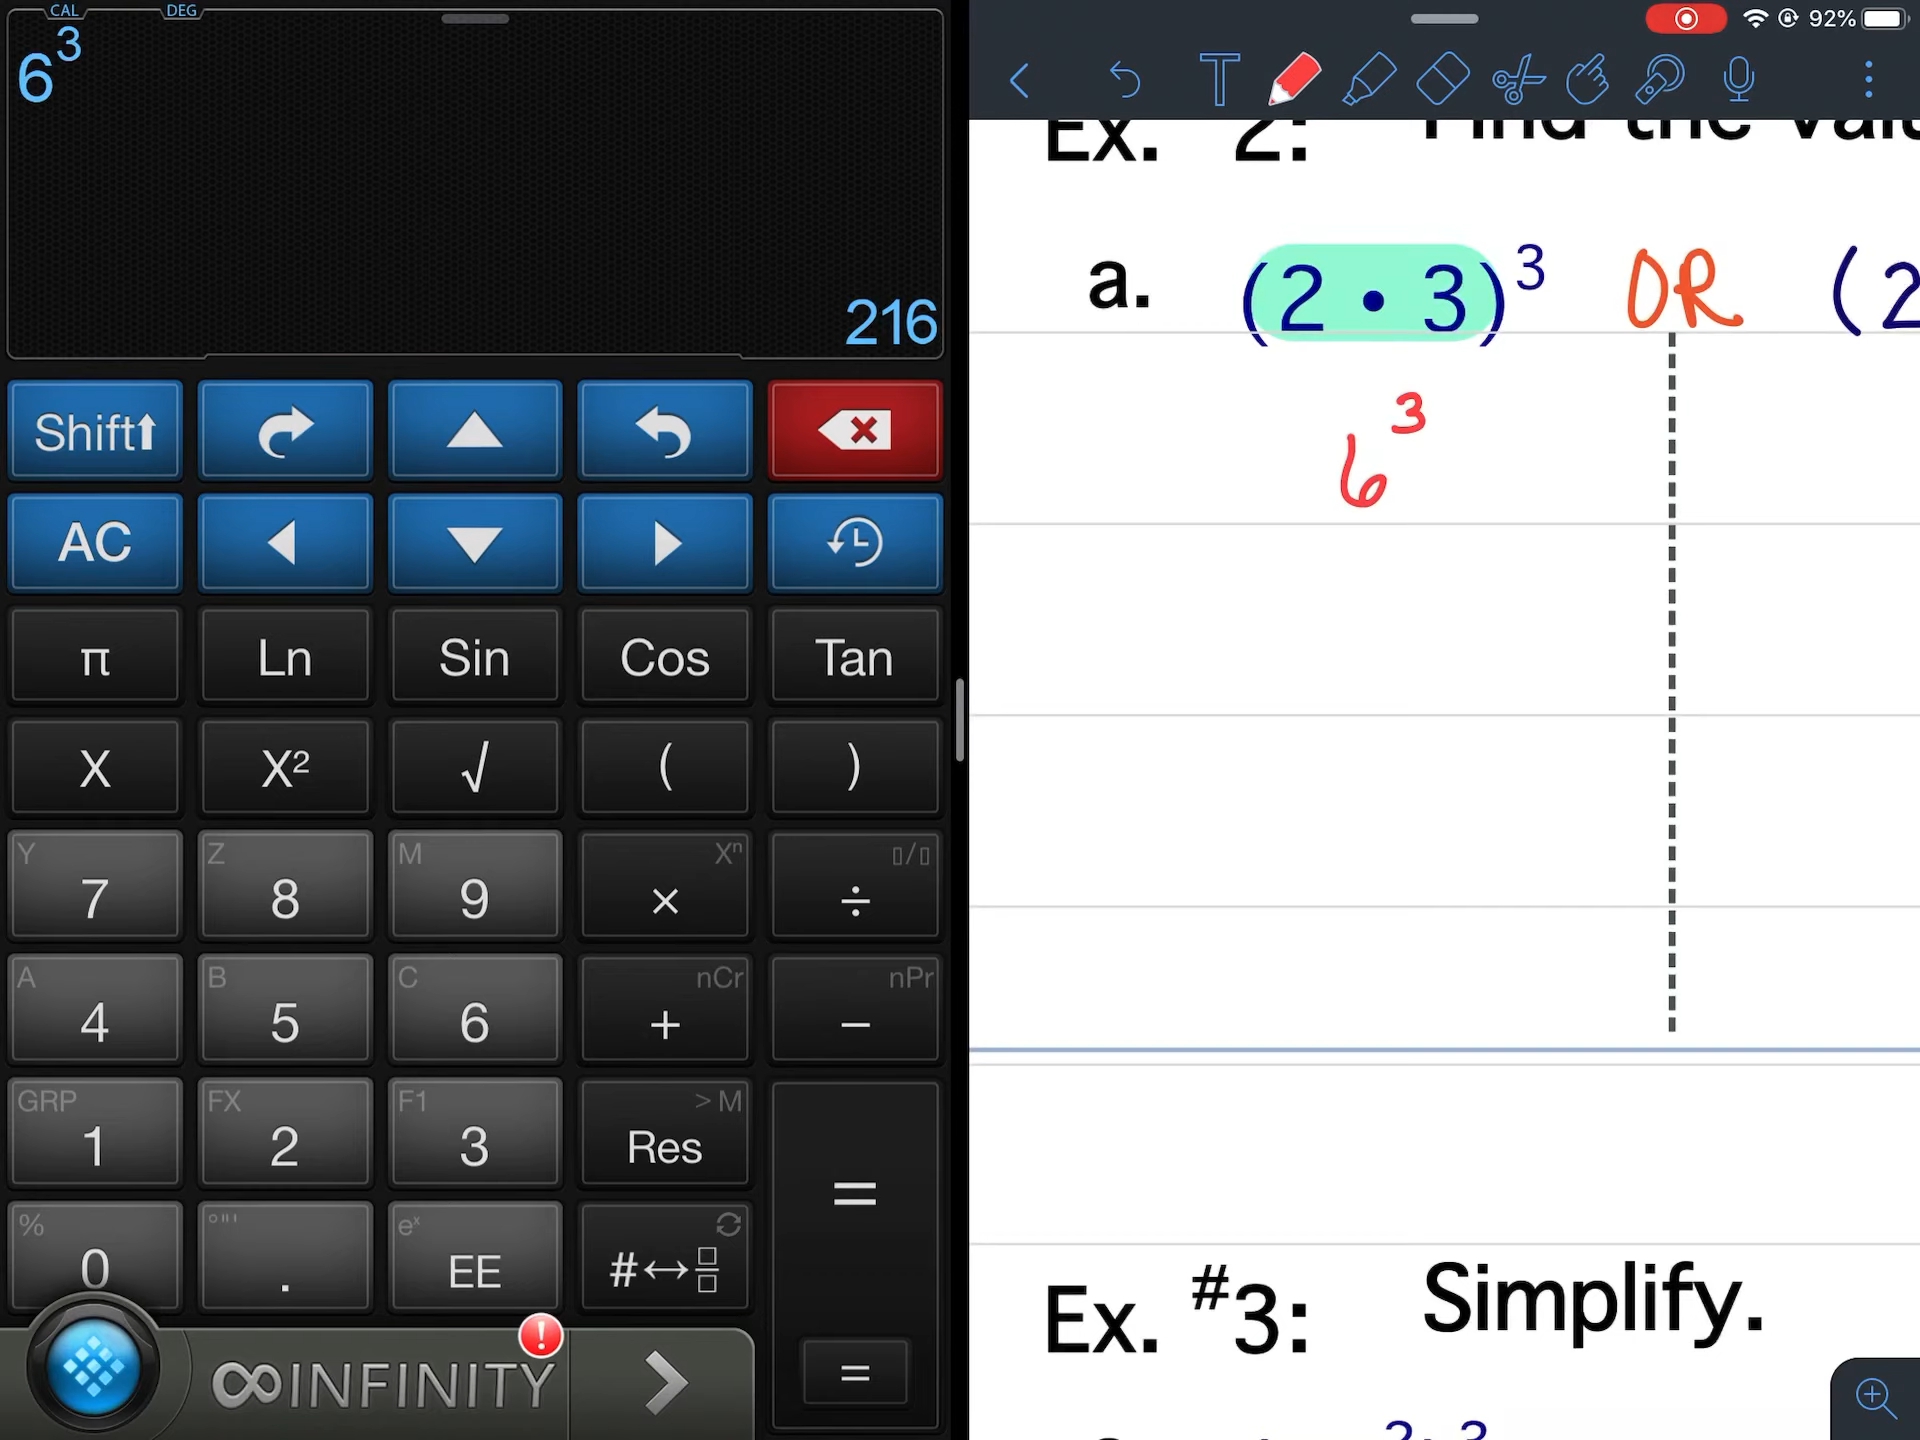 CAL DEG
6³
216
Shift⬆
AC
π Ln Sin Cos Tan
X X² √ ( )
Y 7 Z 8 M 9 Xⁿ × ▯/▯ ÷
A 4 B 5 C 6 nCr + nPr −
GRP 1 FX 2 F1 3 > M Res =
% 0 °"' . eˣ EE #↔▯/▯
∞INFINITY ! =
92%
T
Ex. 2: Find the
a. (2 • 3)³ OR (2
6³
Ex. #3: Simplify.